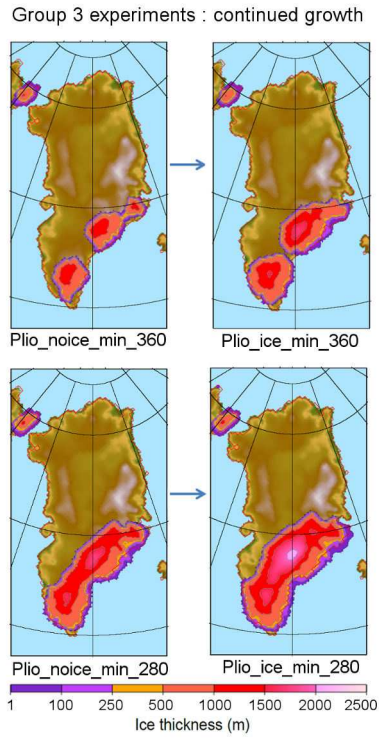 Group 3 experiments : continued growth
Plio_noice_min_360 Plio_ice_min_360
Plio_noice_min_280 Plio_ice_min_280
1 100 250 500 1000 1500 2000 2500
Ice thickness (m)